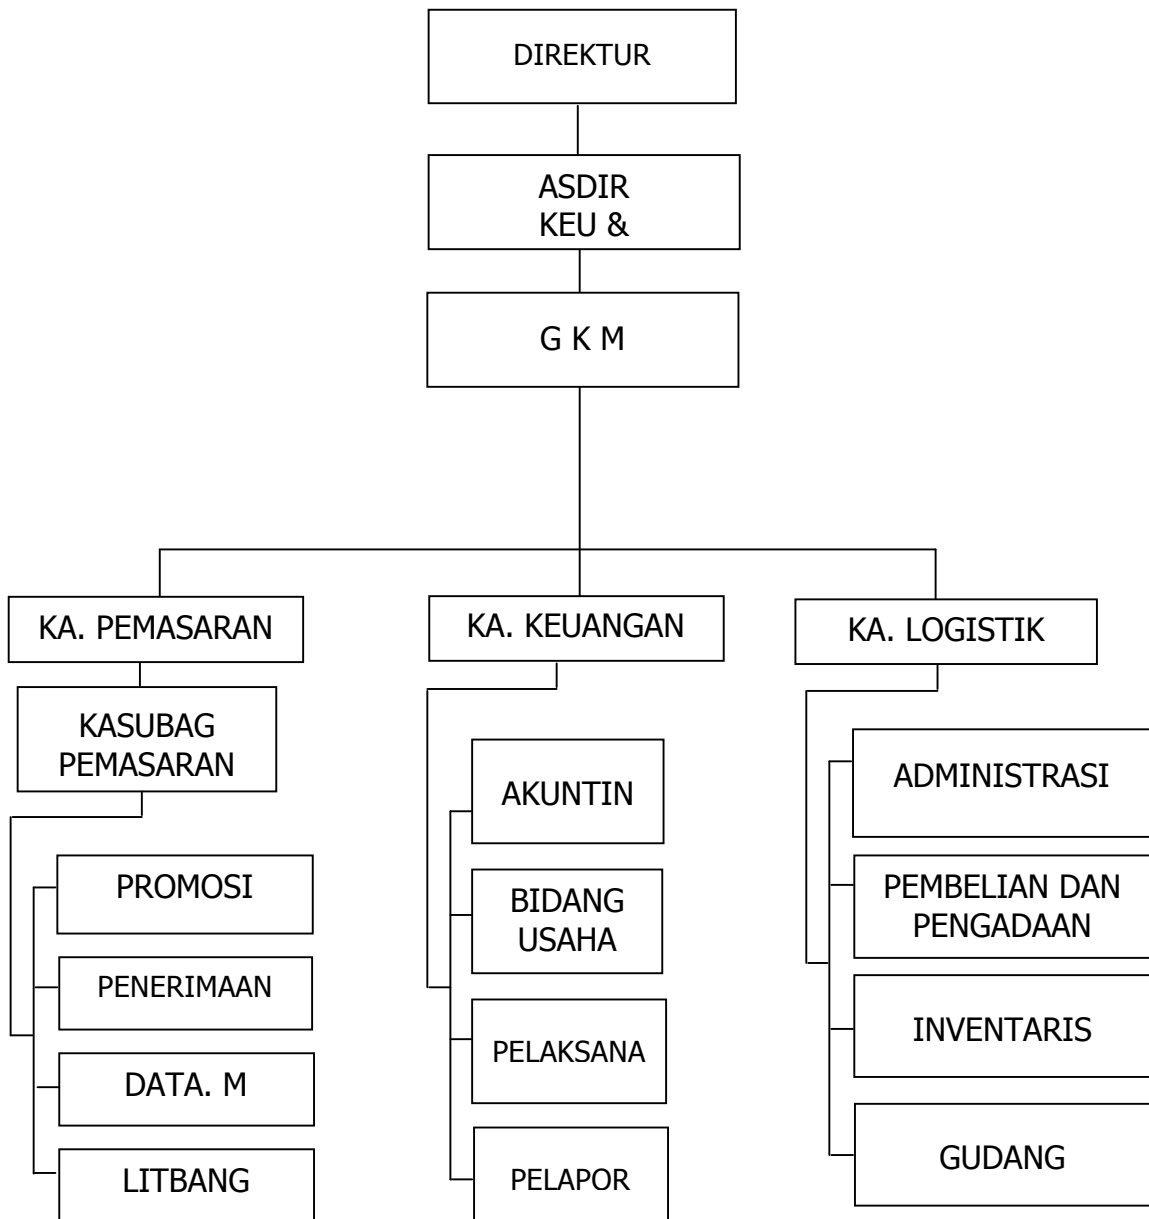 DIREKTUR
ASDIR
KEU &
G K M
KA. PEMASARAN
KA. KEUANGAN
KA. LOGISTIK
KASUBAG
PEMASARAN
PROMOSI
PENERIMAAN
DATA. M
LITBANG
AKUNTIN
BIDANG
USAHA
PELAKSANA
PELAPOR
ADMINISTRASI
PEMBELIAN DAN
PENGADAAN
INVENTARIS
GUDANG